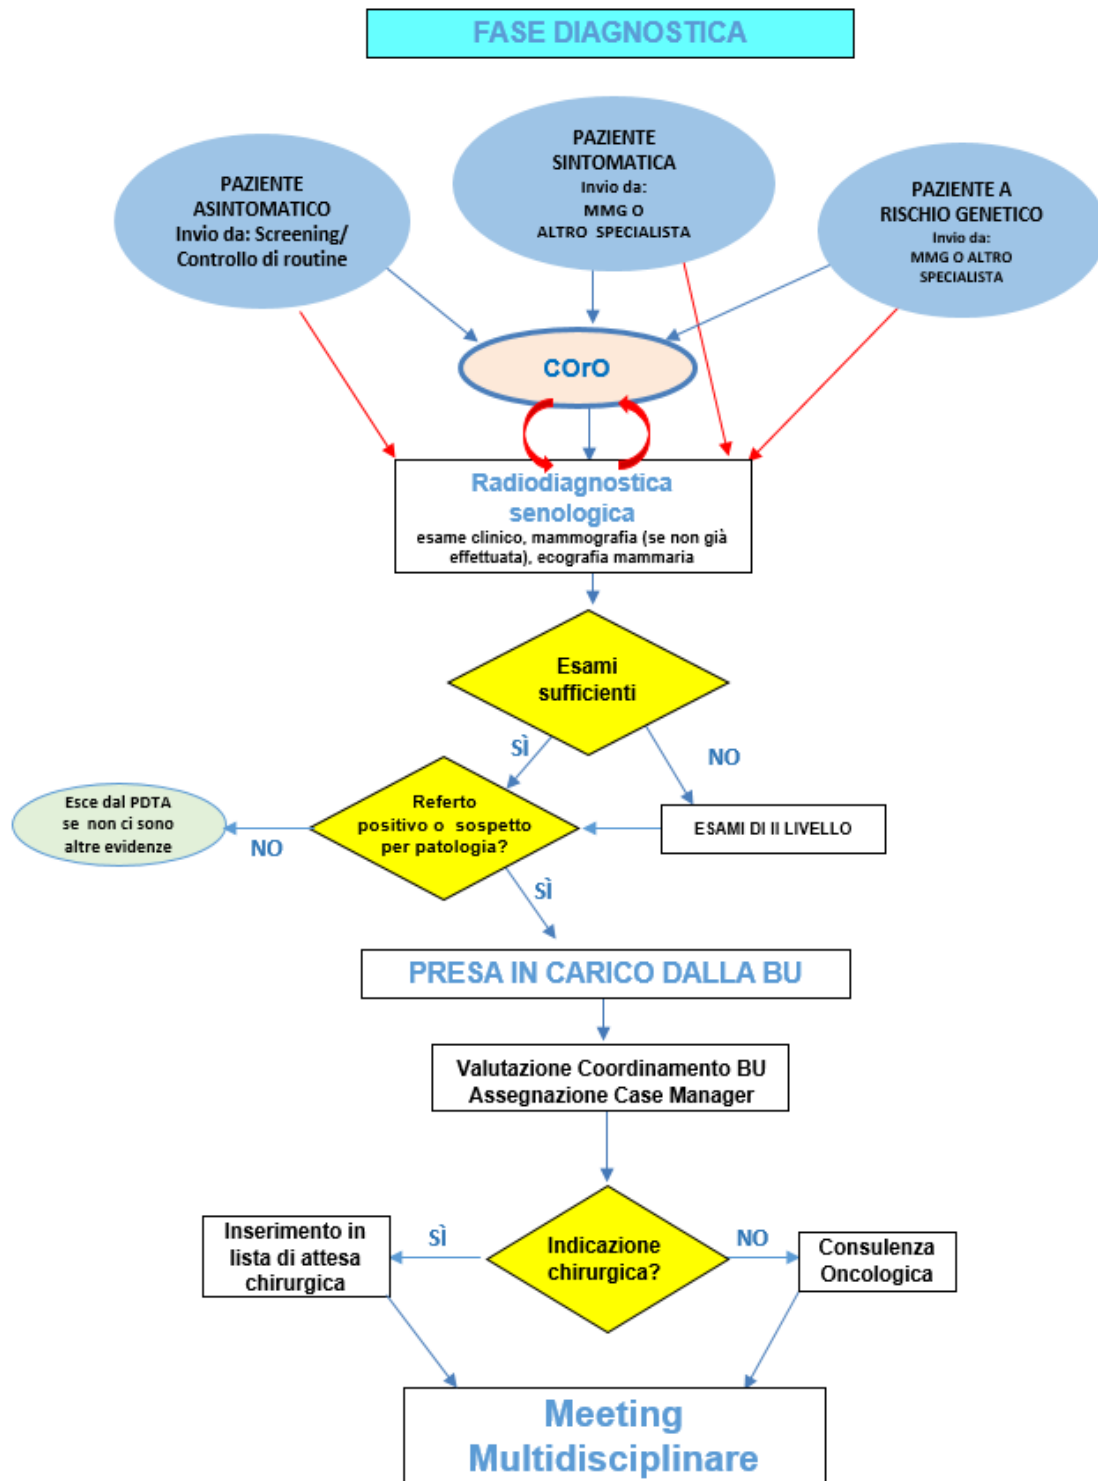 FASE DIAGNOSTICA
PAZIENTE
ASINTOMATICO
Invio da: Screening/
Controllo di routine
PAZIENTE
SINTOMATICA
Invio da:
MMG O
ALTRO SPECIALISTA
PAZIENTE A
RISCHIO GENETICO
Invio da:
MMG O ALTRO
SPECIALISTA
COrO
Radiodiagnostica
senologica
esame clinico, mammografia (se non già
effettuata), ecografia mammaria
Esami
sufficienti
SÌ
NO
Esce dal PDTA
se non ci sono
altre evidenze
NO
Referto
positivo o sospetto
per patologia?
ESAMI DI II LIVELLO
SÌ
PRESA IN CARICO DALLA BU
Valutazione Coordinamento BU
Assegnazione Case Manager
Inserimento in
lista di attesa
chirurgica
SÌ
Indicazione
chirurgica?
NO
Consulenza
Oncologica
Meeting
Multidisciplinare